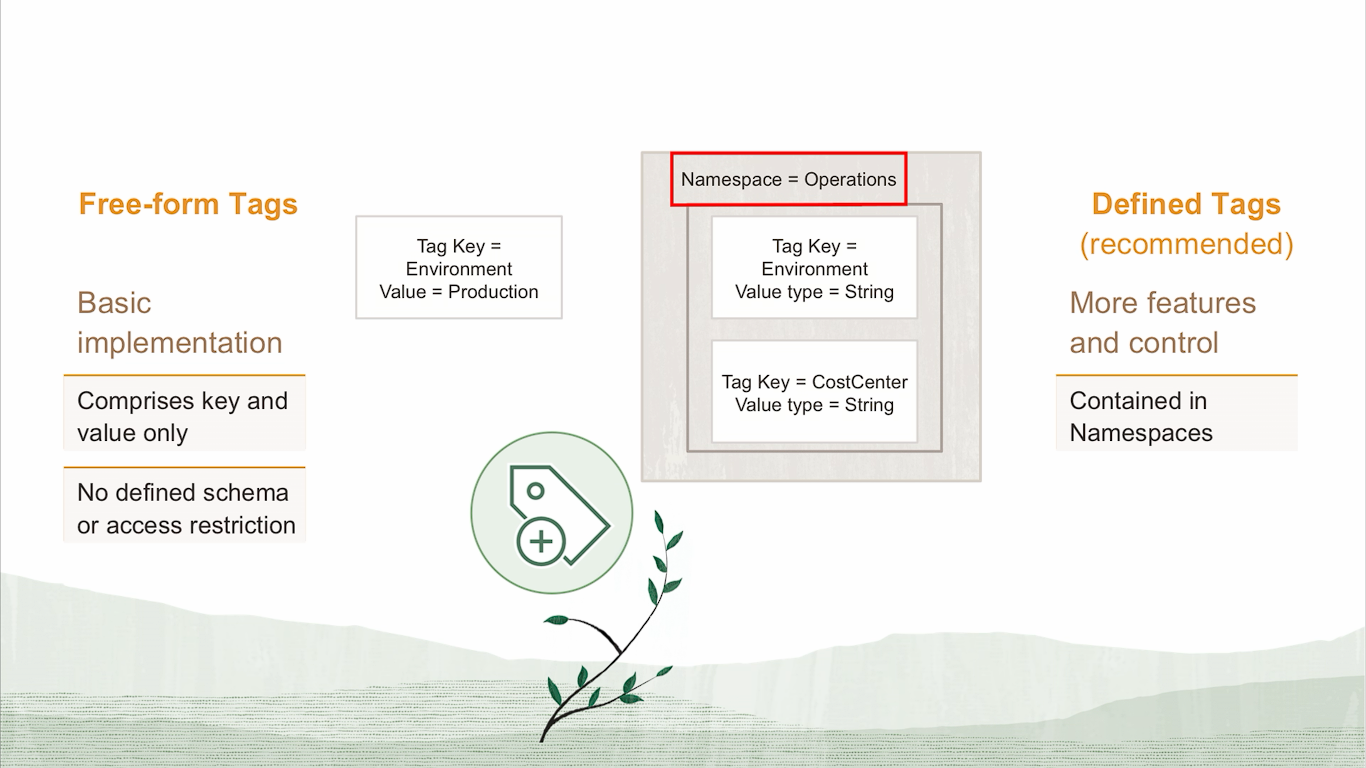 Free-form Tags
Basic
implementation
Comprises key and
value only
No defined schema
or access restriction
Tag Key =
Environment
Value = Production
Namespace = Operations
Tag Key =
Environment
Value type = String
Tag Key = CostCenter
Value type = String
Defined Tags
(recommended)
More features
and control
Contained in
Namespaces